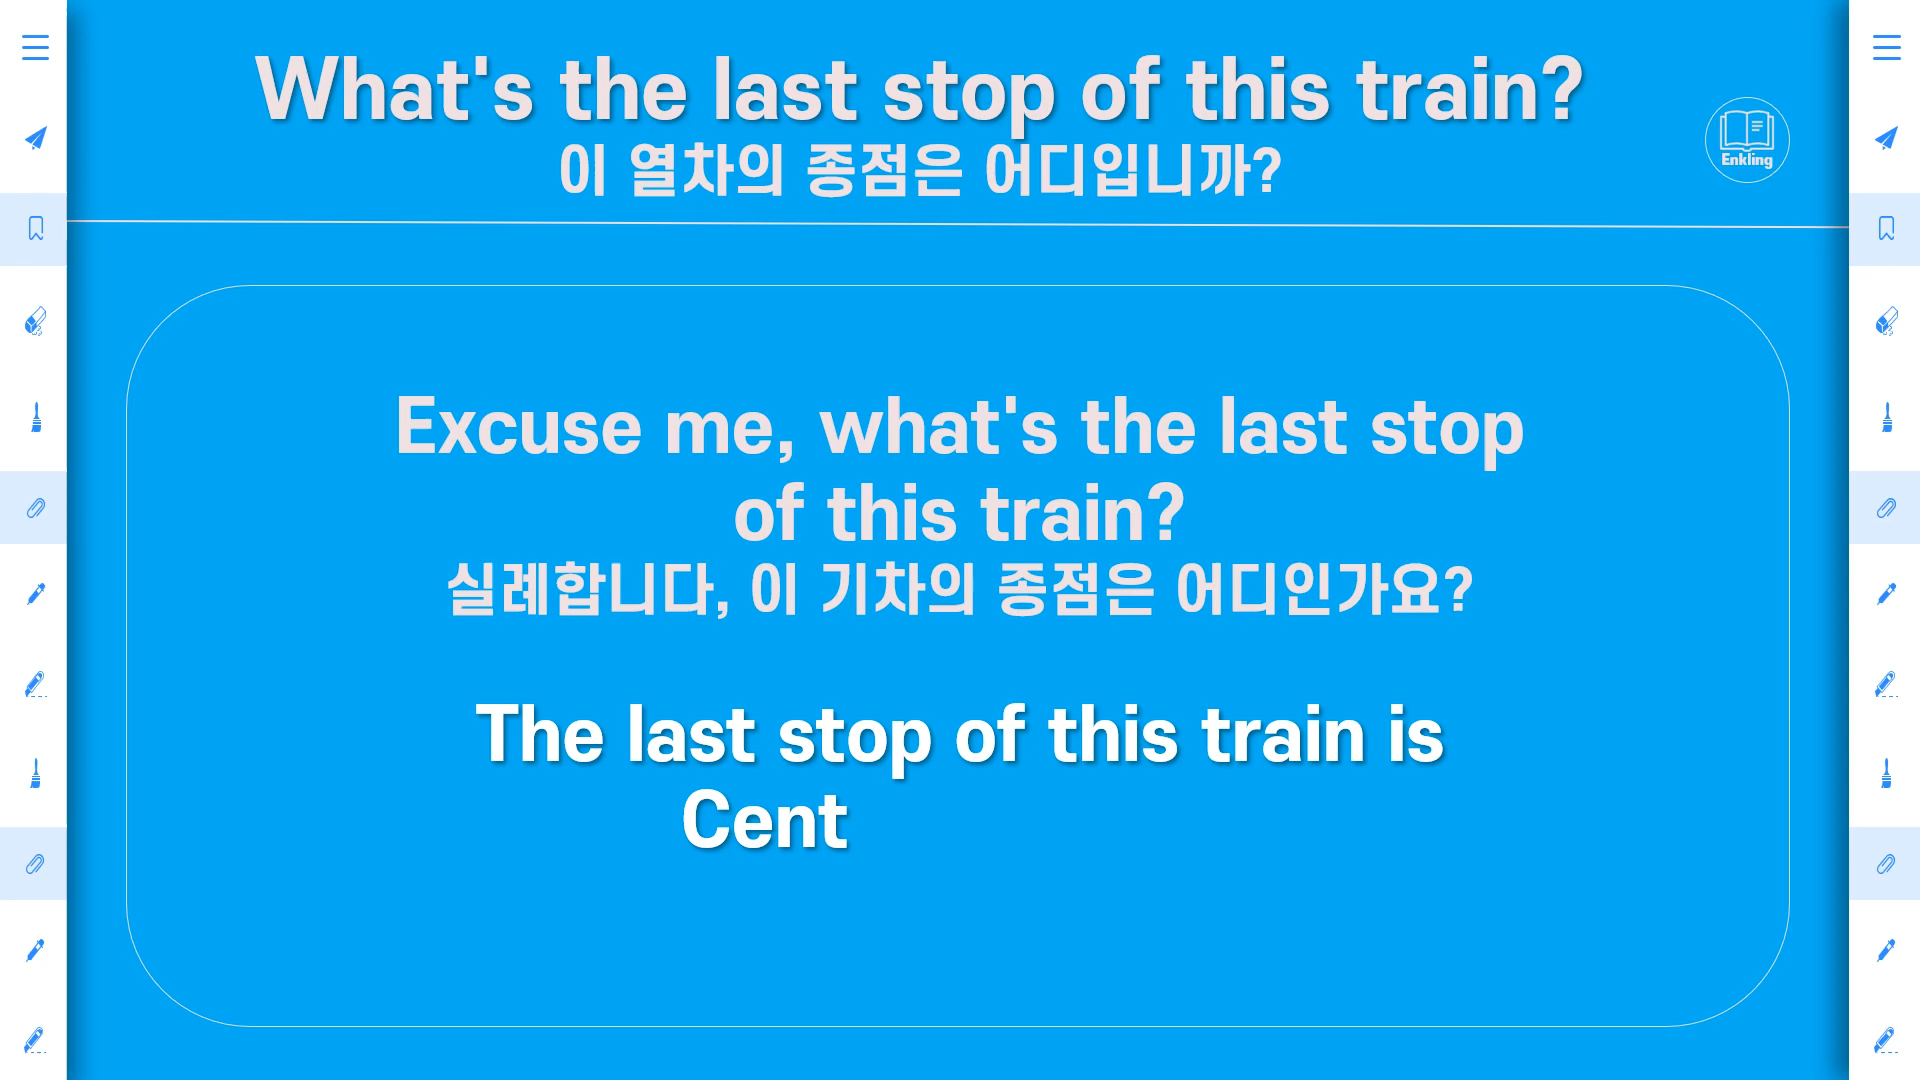 What's the last stop of this train?
이 열차의 종점은 어디입니까?
Enkling
Excuse me, what's the last stop
of this train?
실례합니다, 이 기차의 종점은 어디인가요?
The last stop of this train is
Cent